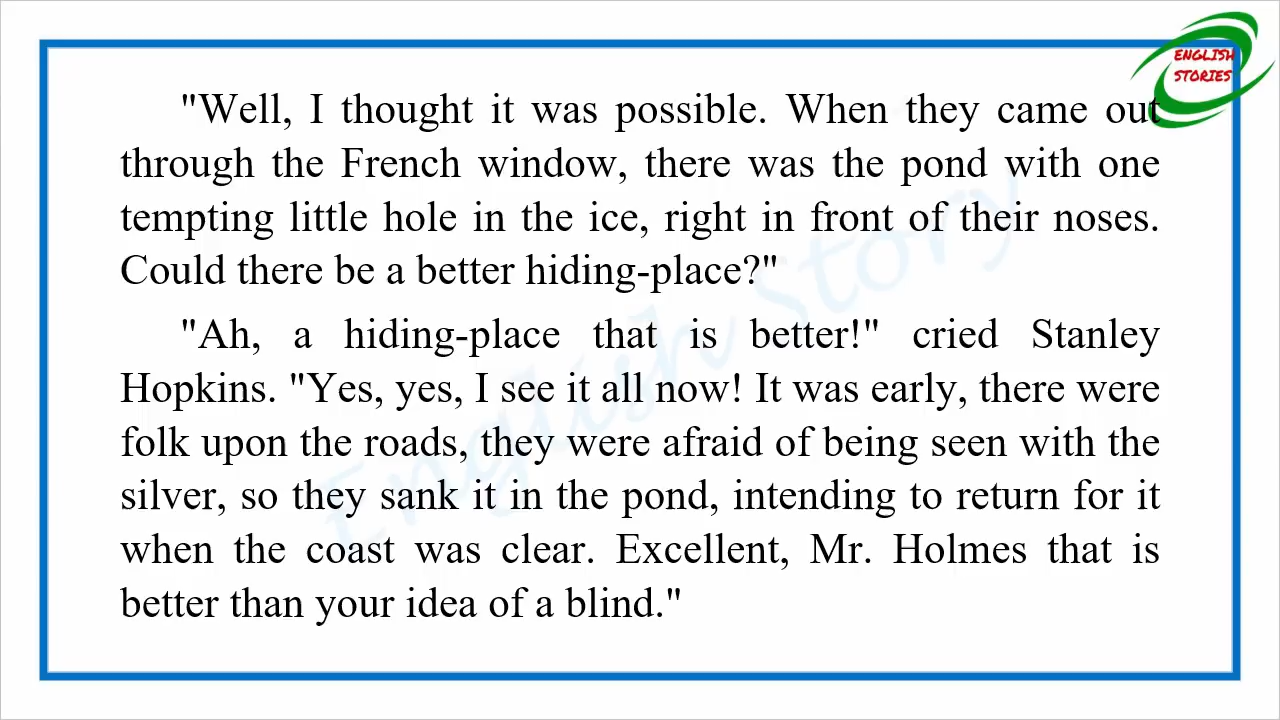 ENGLISH
STORIES
"Well, I thought it was possible. When they came out
through the French window, there was the pond with one
tempting little hole in the ice, right in front of their noses.
Could there be a better hiding-place?"
"Ah, a hiding-place that is better!" cried Stanley
Hopkins. "Yes, yes, I see it all now! It was early, there were
folk upon the roads, they were afraid of being seen with the
silver, so they sank it in the pond, intending to return for it
when the coast was clear. Excellent, Mr. Holmes that is
better than your idea of a blind."
English Story